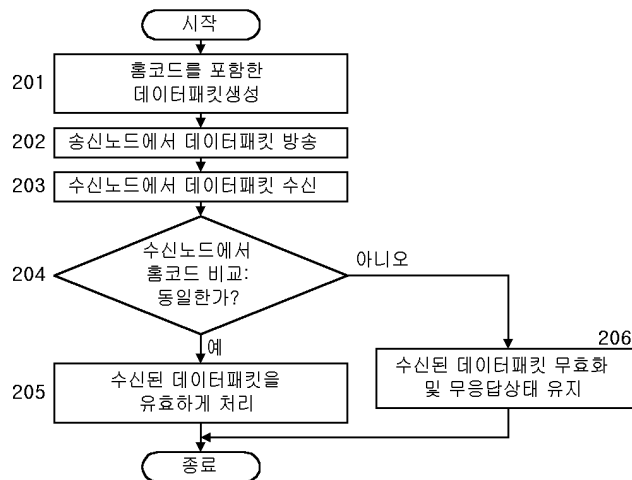 시작
201
홈코드를 포함한
데이터패킷생성
202
송신노드에서 데이터패킷 방송
203
수신노드에서 데이터패킷 수신
204
수신노드에서
홈코드 비교:
동일한가?
아니오
예
205
수신된 데이터패킷을
유효하게 처리
206
수신된 데이터패킷 무효화
및 무응답상태 유지
종료